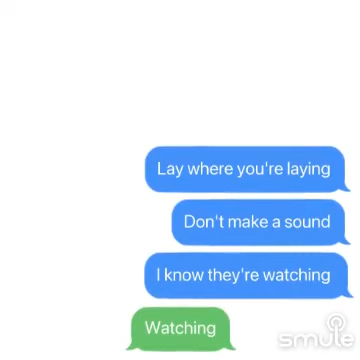 Lay where you're laying
Don't make a sound
I know they're watching
Watching
smule